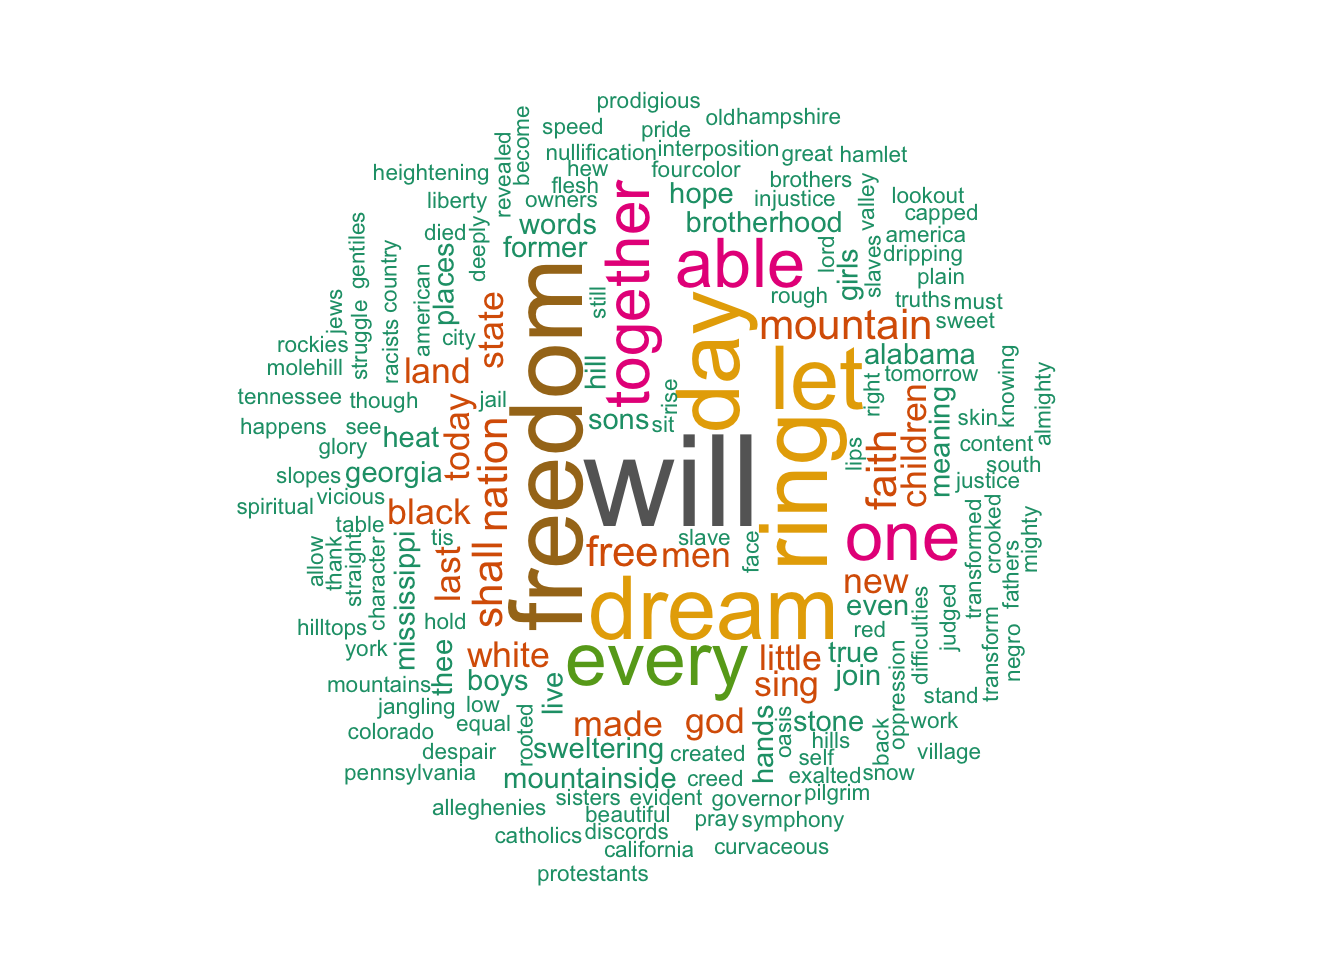 prodigious
speed
pride
old
hampshire
become
revealed
nullification
interposition
great
hamlet
hew
fourcolor
heightening
flesh
brothers
lookout
liberty
owners
hope
injustice
valley
capped
words
brotherhood
died
deeply
former
together
able
lord
girls
slaves
america
dripping
plain
gentiles
country
places
american
still
rough
truths
must
jews
struggle
racists
city
state
freedom
day
mountain
sweet
rockies
molehill
land
hill
let
alabama
tomorrow
knowing
almighty
tennessee
though
jail
rise
right
happens
see
today
sons
sit
children
meaning
skin
glory
heat
nation
will
ring
lips
faith
content
slopes
georgia
south
justice
spiritual
vicious
black
one
table
tis
slave
face
transformed
crooked
mighty
allow
thank
straight
character
mississippi
last
shall
free
men
new
fathers
dream
even
hilltops
hold
red
difficulties
judged
york
thee
white
every
little
true
transform
negro
mountains
boys
live
sing
join
oppression
stand
jangling
low
colorado
equal
rooted
made
god
hands
oasis
stone
back
work
despair
sweltering
created
hills
self
village
pennsylvania
mountainside
creed
exalted
snow
alleghenies
sisters
evident
governor
pilgrim
beautiful
pray
symphony
catholics
discords
california
curvaceous
protestants